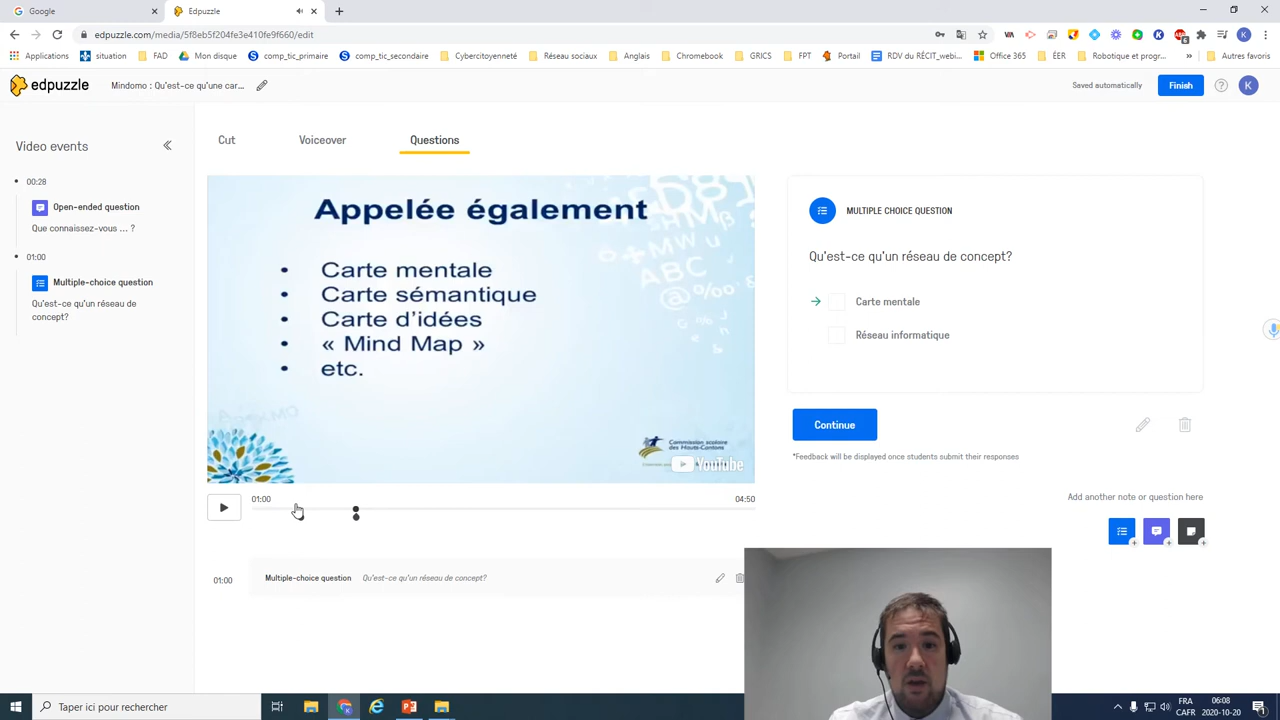 Google
Edpuzzle
edpuzzle.com/media/5f8eb5f204fe3e410fe9f660/edit
Applications
situation
FAD
Mon disque
comp_tic_primaire
comp_tic_secondaire
Cybercitoyenneté
Réseau sociaux
Anglais
Chromebook
GRICS
FPT
Portail
RDV du RÉCIT_webi...
Office 365
ÉER
Robotique et progr...
»
Autres favoris
edpuzzle
Mindomo : Qu'est-ce qu'une car...
Saved automatically
Finish
K
Video events
Cut
Voiceover
Questions
00:28
Open-ended question
Que connaissez-vous ... ?
01:00
Multiple-choice question
Qu'est-ce qu'un réseau de
concept?
Appelée également
• Carte mentale
• Carte sémantique
• Carte d'idées
• « Mind Map »
• etc.
Commission scolaire
des Hauts-Cantons
YouTube
01:00
04:50
MULTIPLE CHOICE QUESTION
Qu'est-ce qu'un réseau de concept?
Carte mentale
Réseau informatique
Continue
*Feedback will be displayed once students submit their responses
Add another note or question here
01:00
Multiple-choice question
Qu'est-ce qu'un réseau de concept?
Taper ici pour rechercher
FRA
CAFR
06:08
2020-10-20